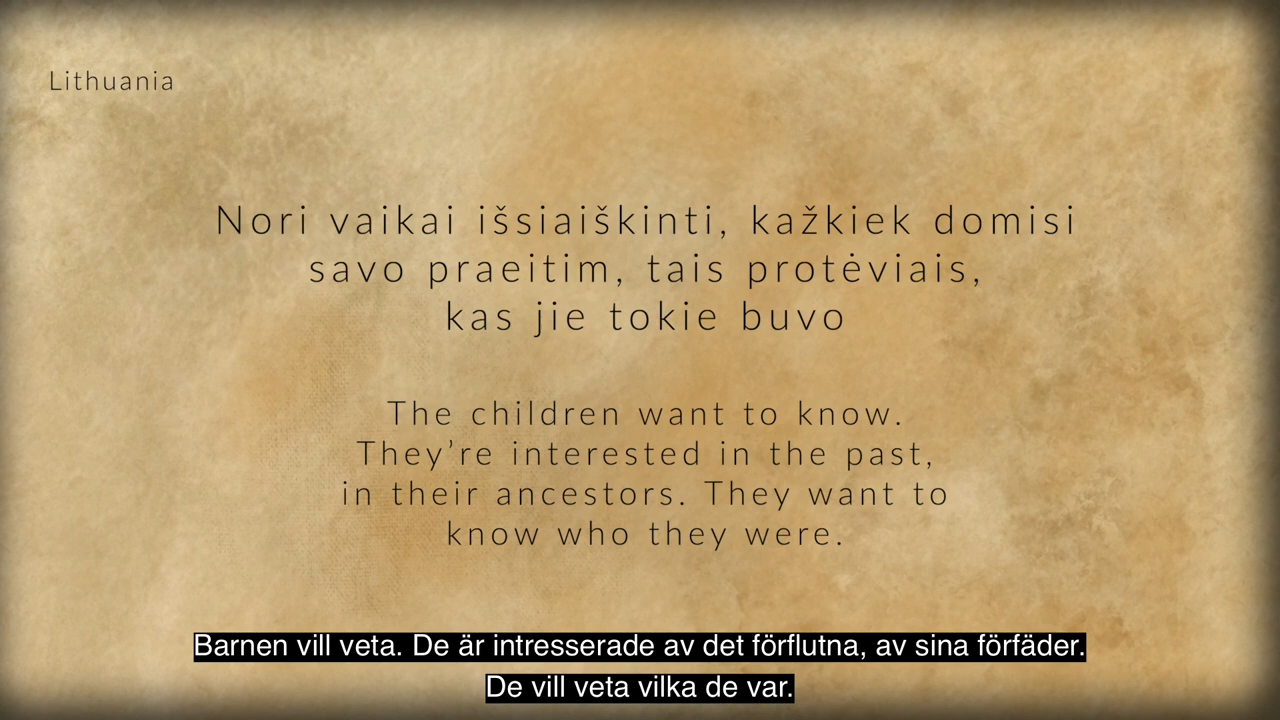 Lithuania
Nori vaikai išsiaiškinti, kažkiek domisi
savo praeitim, tais protėviais,
kas jie tokie buvo
The children want to know.
They’re interested in the past,
in their ancestors. They want to
know who they were.
Barnen vill veta. De är intresserade av det förflutna, av sina förfäder.
De vill veta vilka de var.